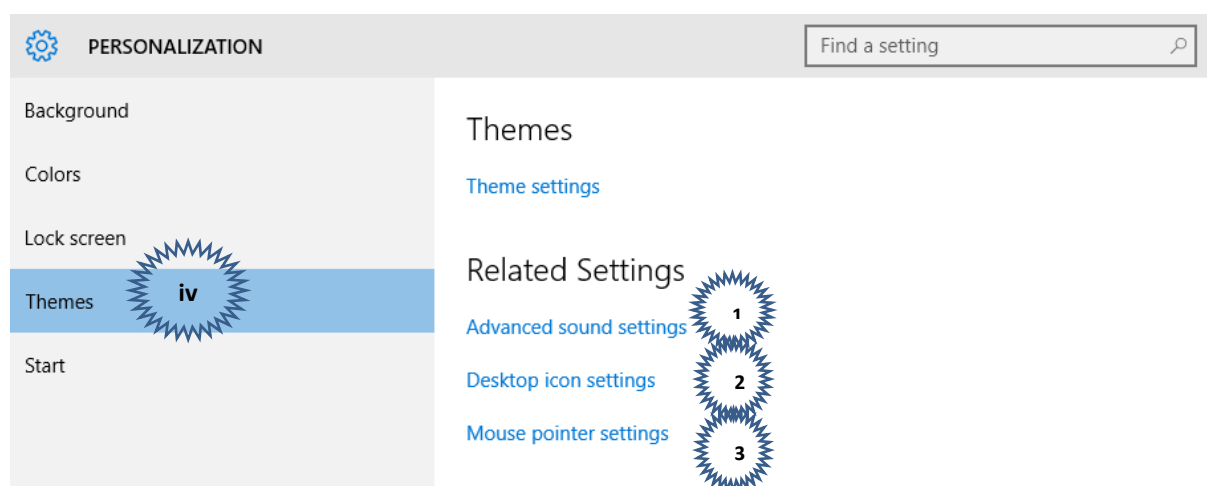 PERSONALIZATION
Find a setting
Background
Colors
Lock screen
Themes
iv
Start
Themes
Theme settings
Related Settings
Advanced sound settings
1
Desktop icon settings
2
Mouse pointer settings
3